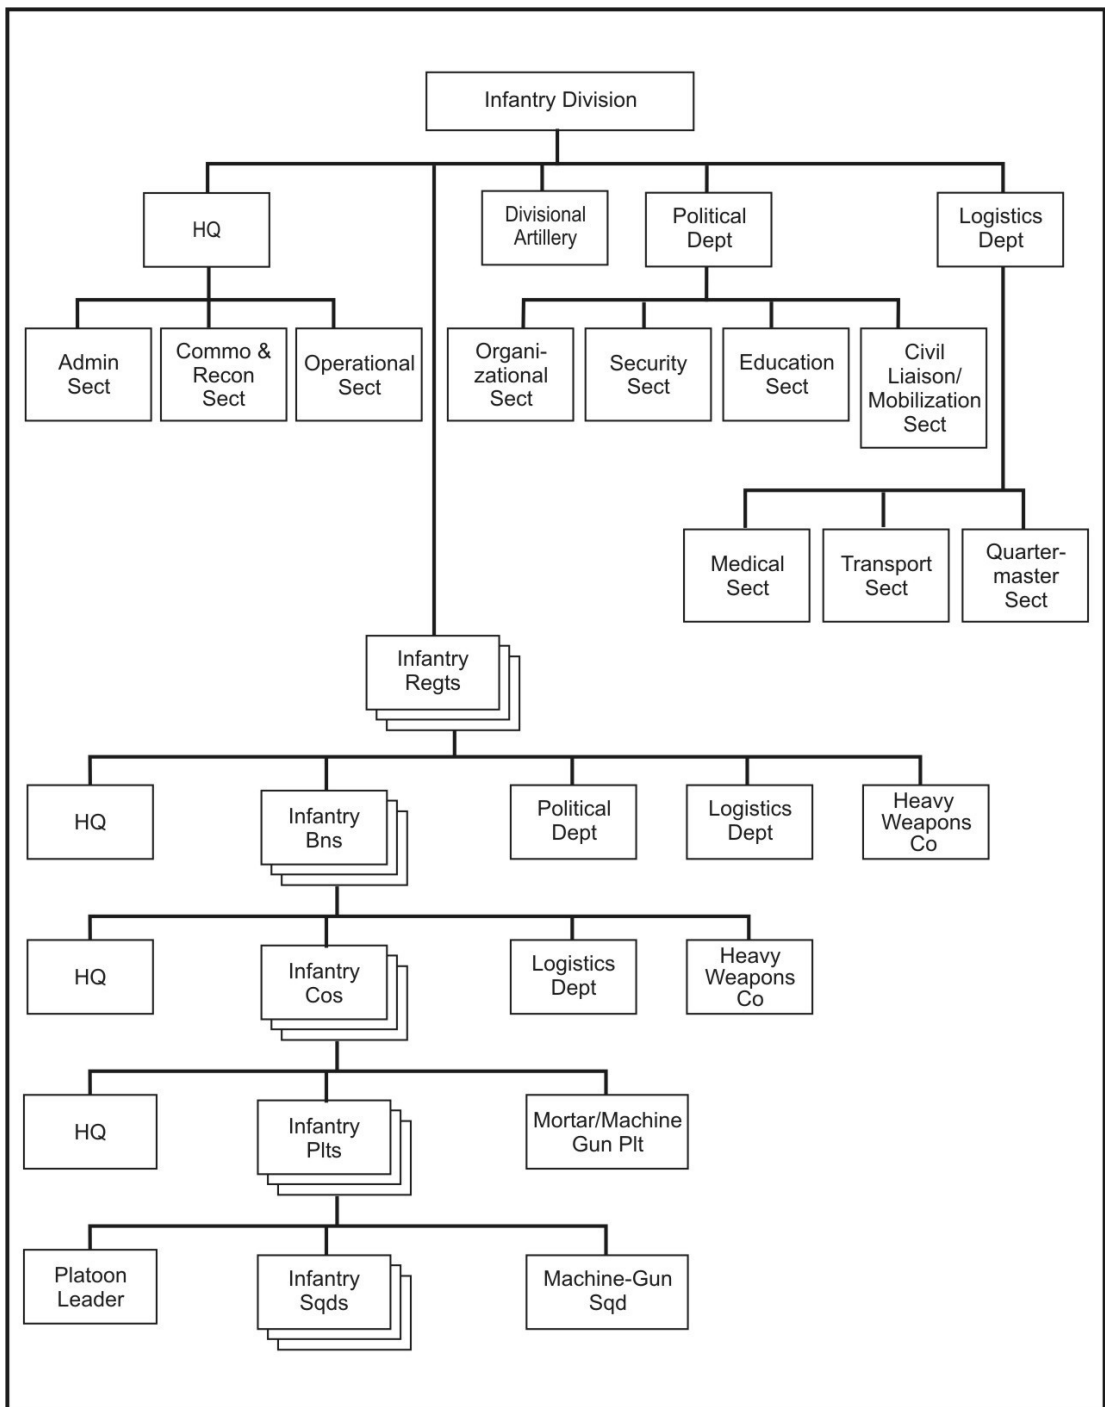 Infantry Division
HQ
Divisional
Artillery
Political
Dept
Logistics
Dept
Admin
Sect
Commo &
Recon
Sect
Operational
Sect
Organi-
zational
Sect
Security
Sect
Education
Sect
Civil
Liaison/
Mobilization
Sect
Medical
Sect
Transport
Sect
Quarter-
master
Sect
Infantry
Regts
HQ
Infantry
Bns
Political
Dept
Logistics
Dept
Heavy
Weapons
Co
HQ
Infantry
Cos
Logistics
Dept
Heavy
Weapons
Co
HQ
Infantry
Plts
Mortar/Machine
Gun Plt
Platoon
Leader
Infantry
Sqds
Machine-Gun
Sqd